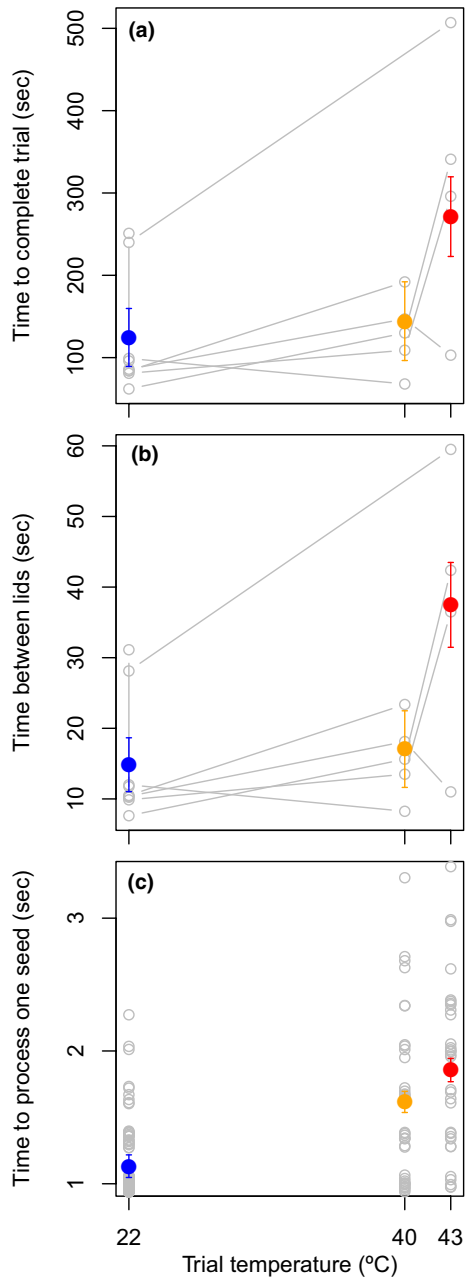 (a)
Time to complete trial (sec)
500
400
300
200
100
(b)
Time between lids (sec)
60
50
40
30
20
10
(c)
Time to process one seed (sec)
3
2
1
22
40
43
Trial temperature (ºC)